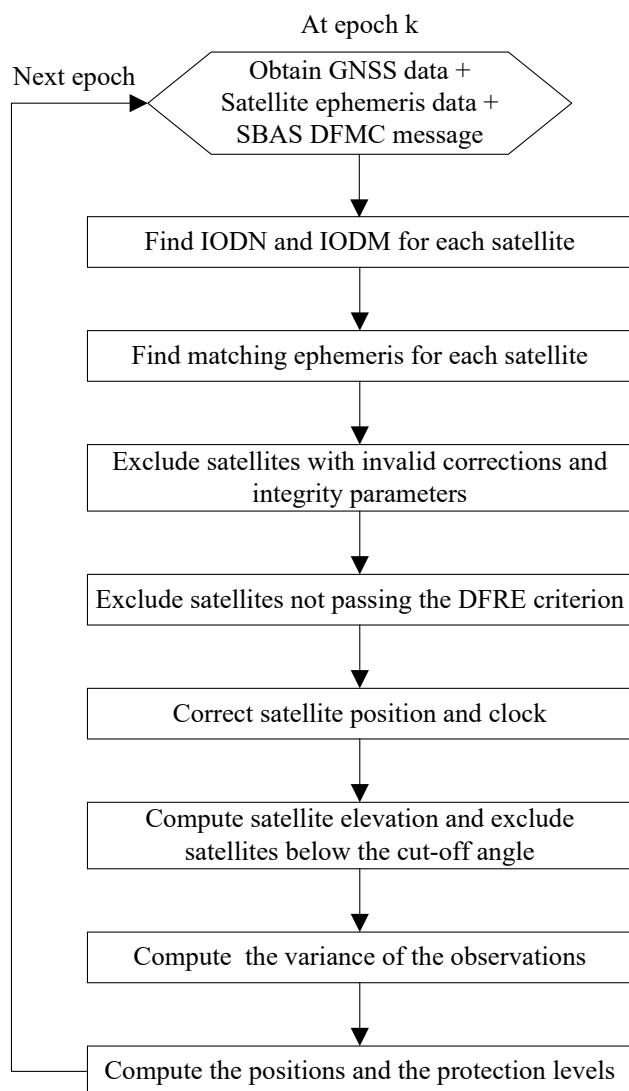 At epoch k
Next epoch
Obtain GNSS data +
Satellite ephemeris data +
SBAS DFMC message
Find IODN and IODM for each satellite
Find matching ephemeris for each satellite
Exclude satellites with invalid corrections and
integrity parameters
Exclude satellites not passing the DFRE criterion
Correct satellite position and clock
Compute satellite elevation and exclude
satellites below the cut-off angle
Compute  the variance of the observations
Compute the positions and the protection levels